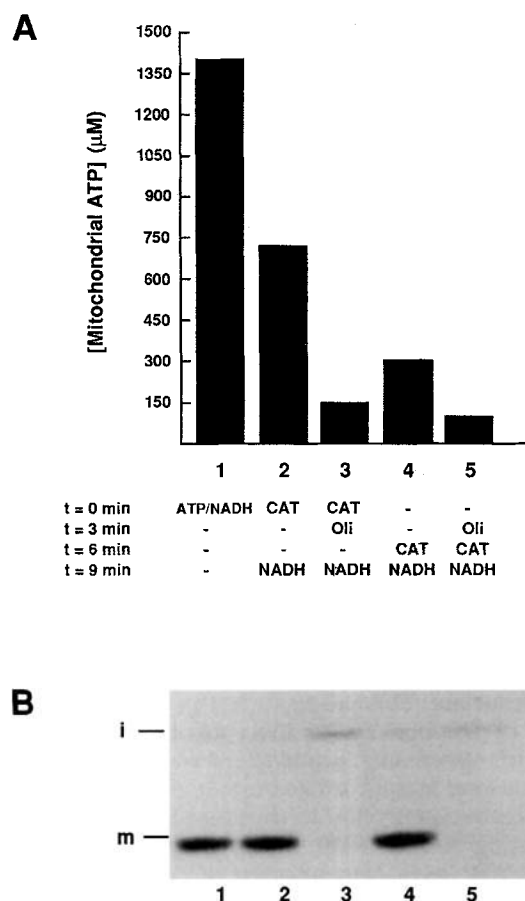 A
[Mitochondrial ATP] (μM)
1500
1350
1200
1050
900
750
600
450
300
150
1 2 3 4 5
t = 0 min ATP/NADH CAT CAT - -
t = 3 min - - Oli - Oli
t = 6 min - - - CAT CAT
t = 9 min - NADH NADH NADH NADH
B
i
m
1 2 3 4 5